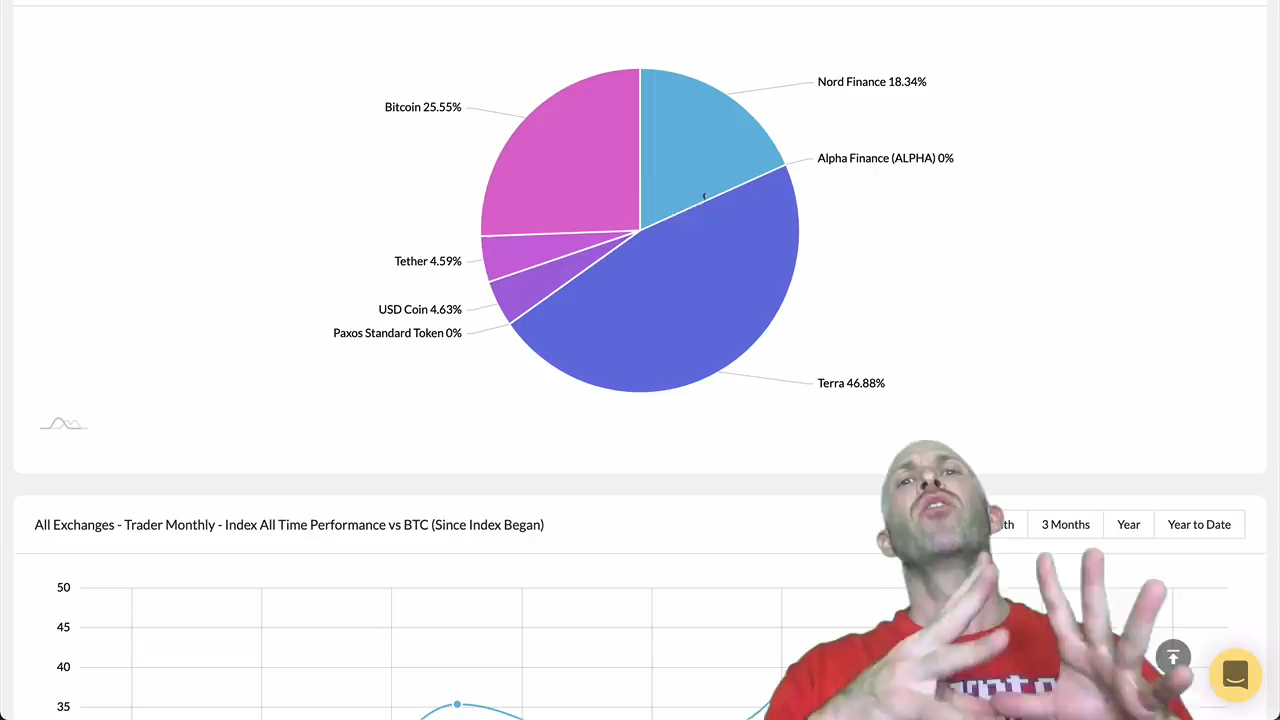 Nord Finance 18.34%
Bitcoin 25.55%
Alpha Finance (ALPHA) 0%
Tether 4.59%
USD Coin 4.63%
Paxos Standard Token 0%
Terra 46.88%
All Exchanges - Trader Monthly - Index All Time Performance vs BTC (Since Index Began)
3 Months
Year
Year to Date
50
45
40
35